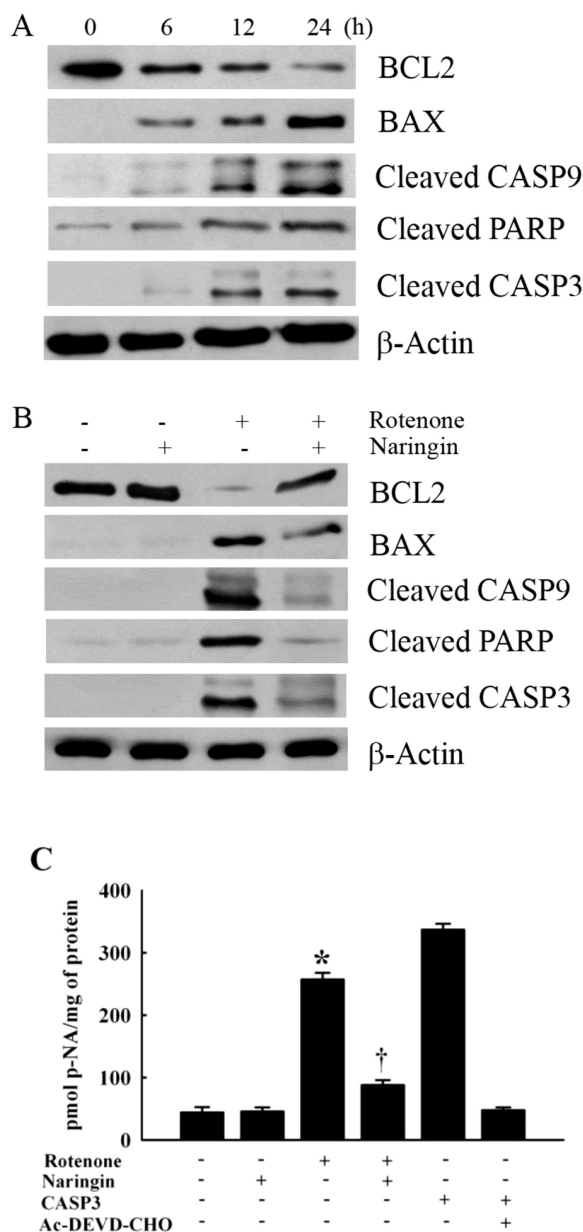 A 0 6 12 24 (h)
BCL2
BAX
Cleaved CASP9
Cleaved PARP
Cleaved CASP3
β-Actin
B - - + + Rotenone
- + - + Naringin
BCL2
BAX
Cleaved CASP9
Cleaved PARP
Cleaved CASP3
β-Actin
C
pmol p-NA/mg of protein
400
300
200
100
0
*
†
Rotenone - - + + - -
Naringin - + - + - -
CASP3 - - - - + +
Ac-DEVD-CHO - - - - - +